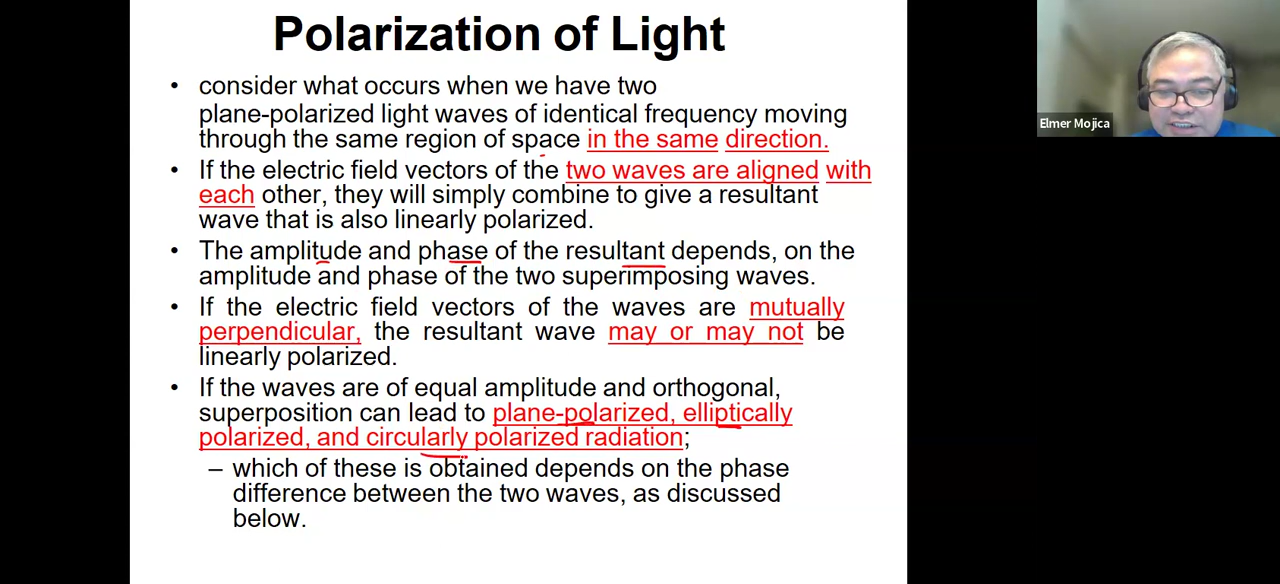 Polarization of Light
• consider what occurs when we have two
plane-polarized light waves of identical frequency moving
through the same region of space in the same direction.
• If the electric field vectors of the two waves are aligned with
each other, they will simply combine to give a resultant
wave that is also linearly polarized.
• The amplitude and phase of the resultant depends, on the
amplitude and phase of the two superimposing waves.
• If the electric field vectors of the waves are mutually
perpendicular, the resultant wave may or may not be
linearly polarized.
• If the waves are of equal amplitude and orthogonal,
superposition can lead to plane-polarized, elliptically
polarized, and circularly polarized radiation;
– which of these is obtained depends on the phase
difference between the two waves, as discussed
below.
Elmer Mojica